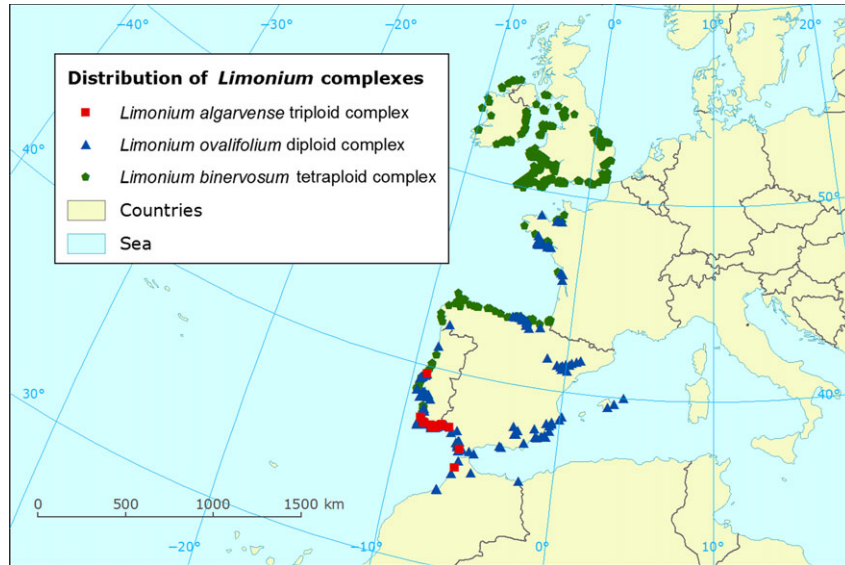 −40°
−30°
−20°
−10°
0°
10°
20°
Distribution of Limonium complexes
Limonium algarvense triploid complex
Limonium ovalifolium diploid complex
Limonium binervosum tetraploid complex
Countries
Sea
40°
50°
30°
40°
0
500
1000
1500 km
−20°
−10°
0°
10°